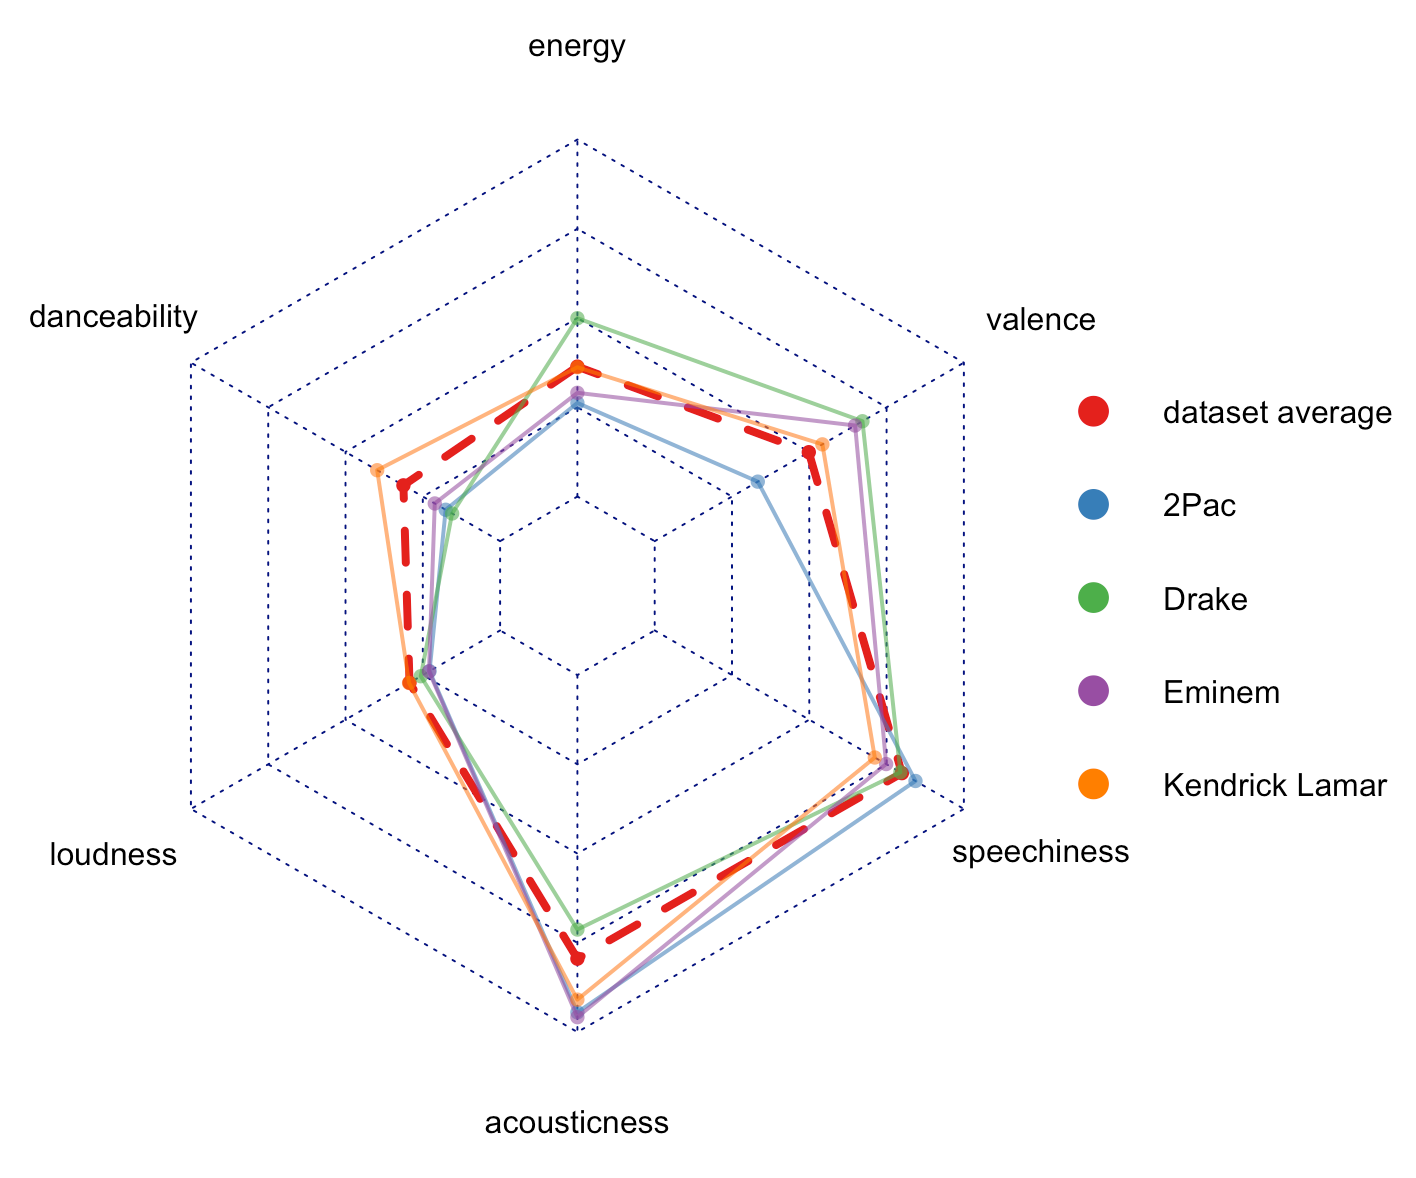 energy
danceability
valence
dataset average
2Pac
Drake
Eminem
Kendrick Lamar
loudness
speechiness
acousticness